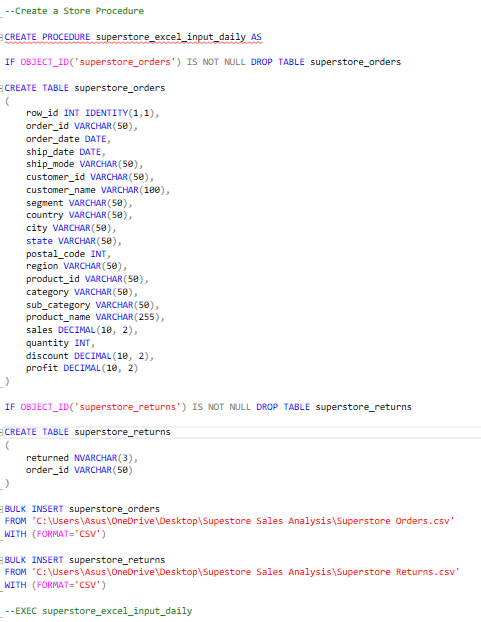 --Create a Store Procedure
CREATE PROCEDURE superstore_excel_input_daily AS
IF OBJECT_ID('superstore_orders') IS NOT NULL DROP TABLE superstore_orders
CREATE TABLE superstore_orders
(
row_id INT IDENTITY(1,1),
order_id VARCHAR(50),
order_date DATE,
ship_date DATE,
ship_mode VARCHAR(50),
customer_id VARCHAR(50),
customer_name VARCHAR(100),
segment VARCHAR(50),
country VARCHAR(50),
city VARCHAR(50),
state VARCHAR(50),
postal_code INT,
region VARCHAR(50),
product_id VARCHAR(50),
category VARCHAR(50),
sub_category VARCHAR(50),
product_name VARCHAR(255),
sales DECIMAL(10, 2),
quantity INT,
discount DECIMAL(10, 2),
profit DECIMAL(10, 2)
)
IF OBJECT_ID('superstore_returns') IS NOT NULL DROP TABLE superstore_returns
CREATE TABLE superstore_returns
(
returned NVARCHAR(3),
order_id VARCHAR(50)
)
BULK INSERT superstore_orders
FROM 'C:\Users\Asus\OneDrive\Desktop\Supestore Sales Analysis\Superstore Orders.csv'
WITH (FORMAT='CSV')
BULK INSERT superstore_returns
FROM 'C:\Users\Asus\OneDrive\Desktop\Supestore Sales Analysis\Superstore Returns.csv'
WITH (FORMAT='CSV')
--EXEC superstore_excel_input_daily